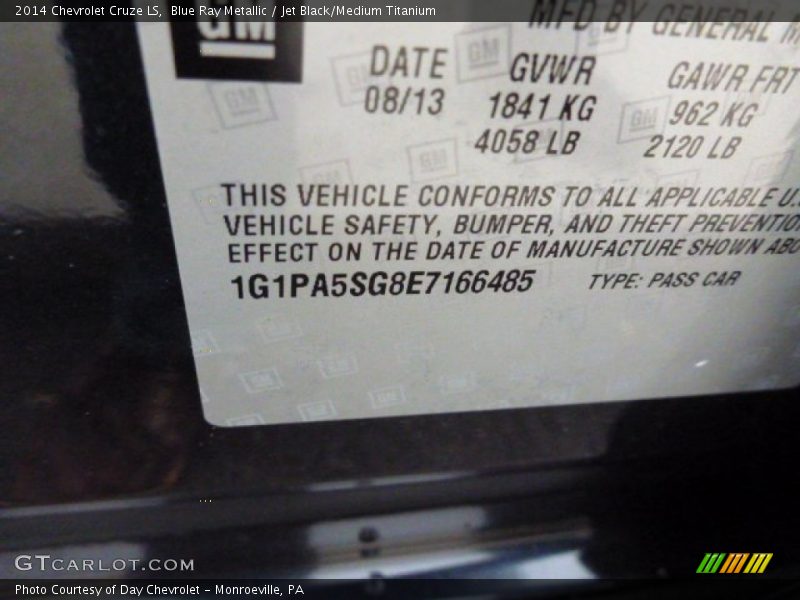 2014 Chevrolet Cruze LS, Blue Ray Metallic / Jet Black/Medium Titanium
GM
MFD BY GENERAL
DATE GVWR GAWR FRT
08/13 1841 KG 962 KG
4058 LB 2120 LB
THIS VEHICLE CONFORMS TO ALL APPLICABLE U.
VEHICLE SAFETY, BUMPER, AND THEFT PREVENTIO
EFFECT ON THE DATE OF MANUFACTURE SHOWN ABO
1G1PA5SG8E7166485 TYPE: PASS CAR
GTCARLOT.COM
Photo Courtesy of Day Chevrolet - Monroeville, PA